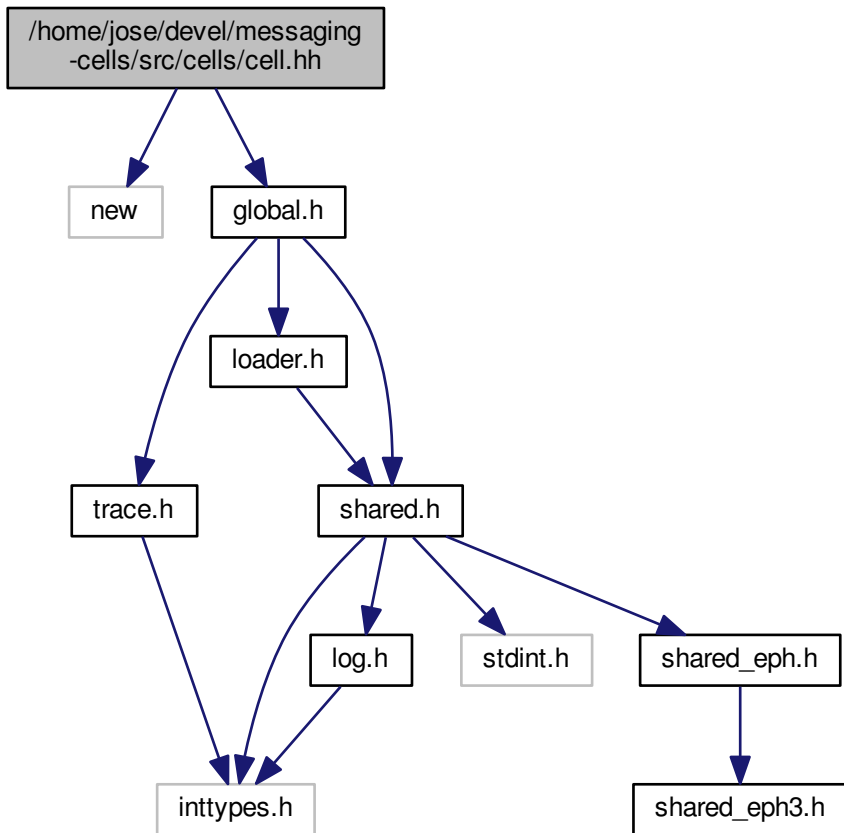 /home/jose/devel/messaging
-cells/src/cells/cell.hh
new
global.h
loader.h
trace.h
shared.h
log.h
stdint.h
shared_eph.h
inttypes.h
shared_eph3.h